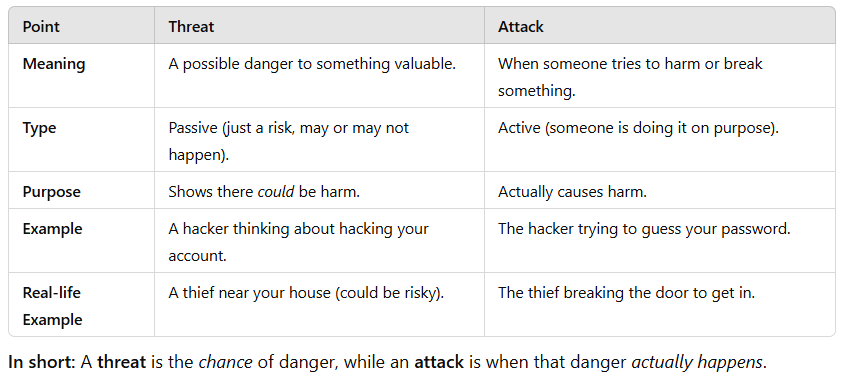 Point Threat Attack
Meaning A possible danger to something valuable. When someone tries to harm or break
something.
Type Passive (just a risk, may or may not Active (someone is doing it on purpose).
happen).
Purpose Shows there could be harm. Actually causes harm.
Example A hacker thinking about hacking your The hacker trying to guess your password.
account.
Real-life A thief near your house (could be risky). The thief breaking the door to get in.
Example
In short: A threat is the chance of danger, while an attack is when that danger actually happens.